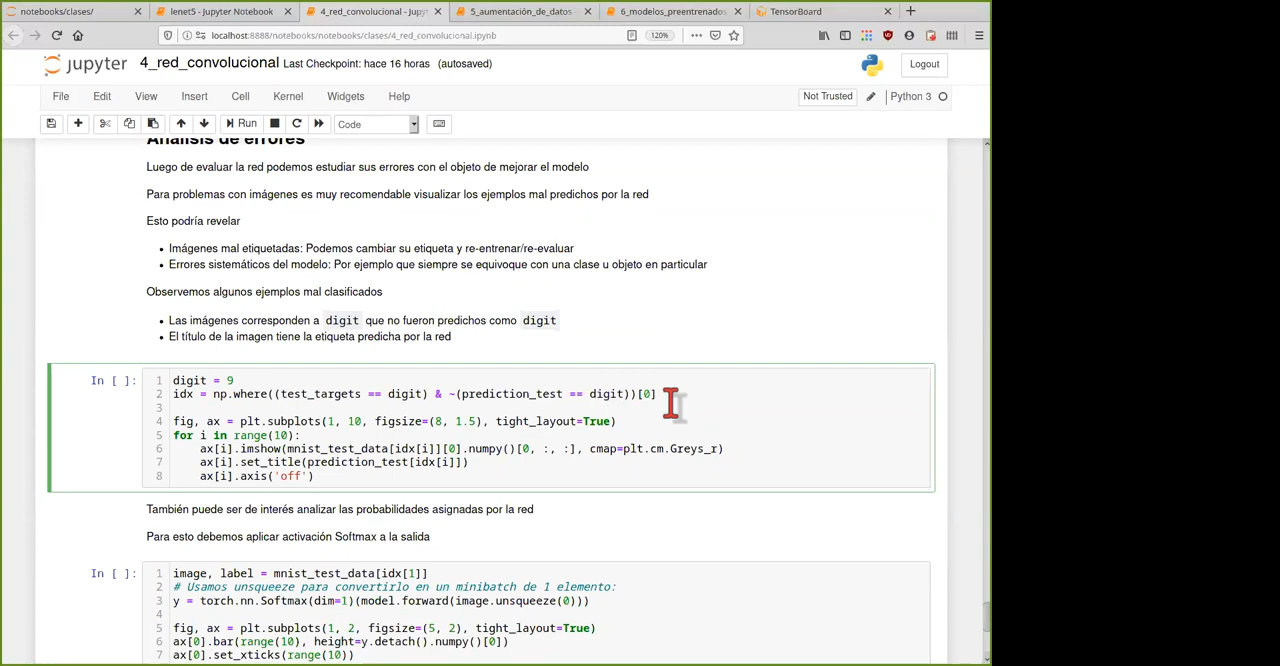 notebooks/clases/
lenet5 - Jupyter Notebook
4_red_convolucional - Jupyt
5_aumentación_de_datos -
6_modelos_preentrenados
TensorBoard
localhost:8888/notebooks/notebooks/clases/4_red_convolucional.ipynb
120%
jupyter 4_red_convolucional Last Checkpoint: hace 16 horas (autosaved)
Logout
File Edit View Insert Cell Kernel Widgets Help
Not Trusted
Python 3
Run
Code
Análisis de errores
Luego de evaluar la red podemos estudiar sus errores con el objeto de mejorar el modelo
Para problemas con imágenes es muy recomendable visualizar los ejemplos mal predichos por la red
Esto podría revelar
• Imágenes mal etiquetadas: Podemos cambiar su etiqueta y re-entrenar/re-evaluar
• Errores sistemáticos del modelo: Por ejemplo que siempre se equivoque con una clase u objeto en particular
Observemos algunos ejemplos mal clasificados
• Las imágenes corresponden a digit que no fueron predichos como digit
• El título de la imagen tiene la etiqueta predicha por la red
In [ ]:
1 digit = 9
2 idx = np.where((test_targets == digit) & ~(prediction_test == digit))[0]
3
4 fig, ax = plt.subplots(1, 10, figsize=(8, 1.5), tight_layout=True)
5 for i in range(10):
6     ax[i].imshow(mnist_test_data[idx[i]][0].numpy()[0, :, :], cmap=plt.cm.Greys_r)
7     ax[i].set_title(prediction_test[idx[i]])
8     ax[i].axis('off')
También puede ser de interés analizar las probabilidades asignadas por la red
Para esto debemos aplicar activación Softmax a la salida
In [ ]:
1 image, label = mnist_test_data[idx[1]]
2 # Usamos unsqueeze para convertirlo en un minibatch de 1 elemento:
3 y = torch.nn.Softmax(dim=1)(model.forward(image.unsqueeze(0)))
4
5 fig, ax = plt.subplots(1, 2, figsize=(5, 2), tight_layout=True)
6 ax[0].bar(range(10), height=y.detach().numpy()[0])
7 ax[0].set_xticks(range(10))